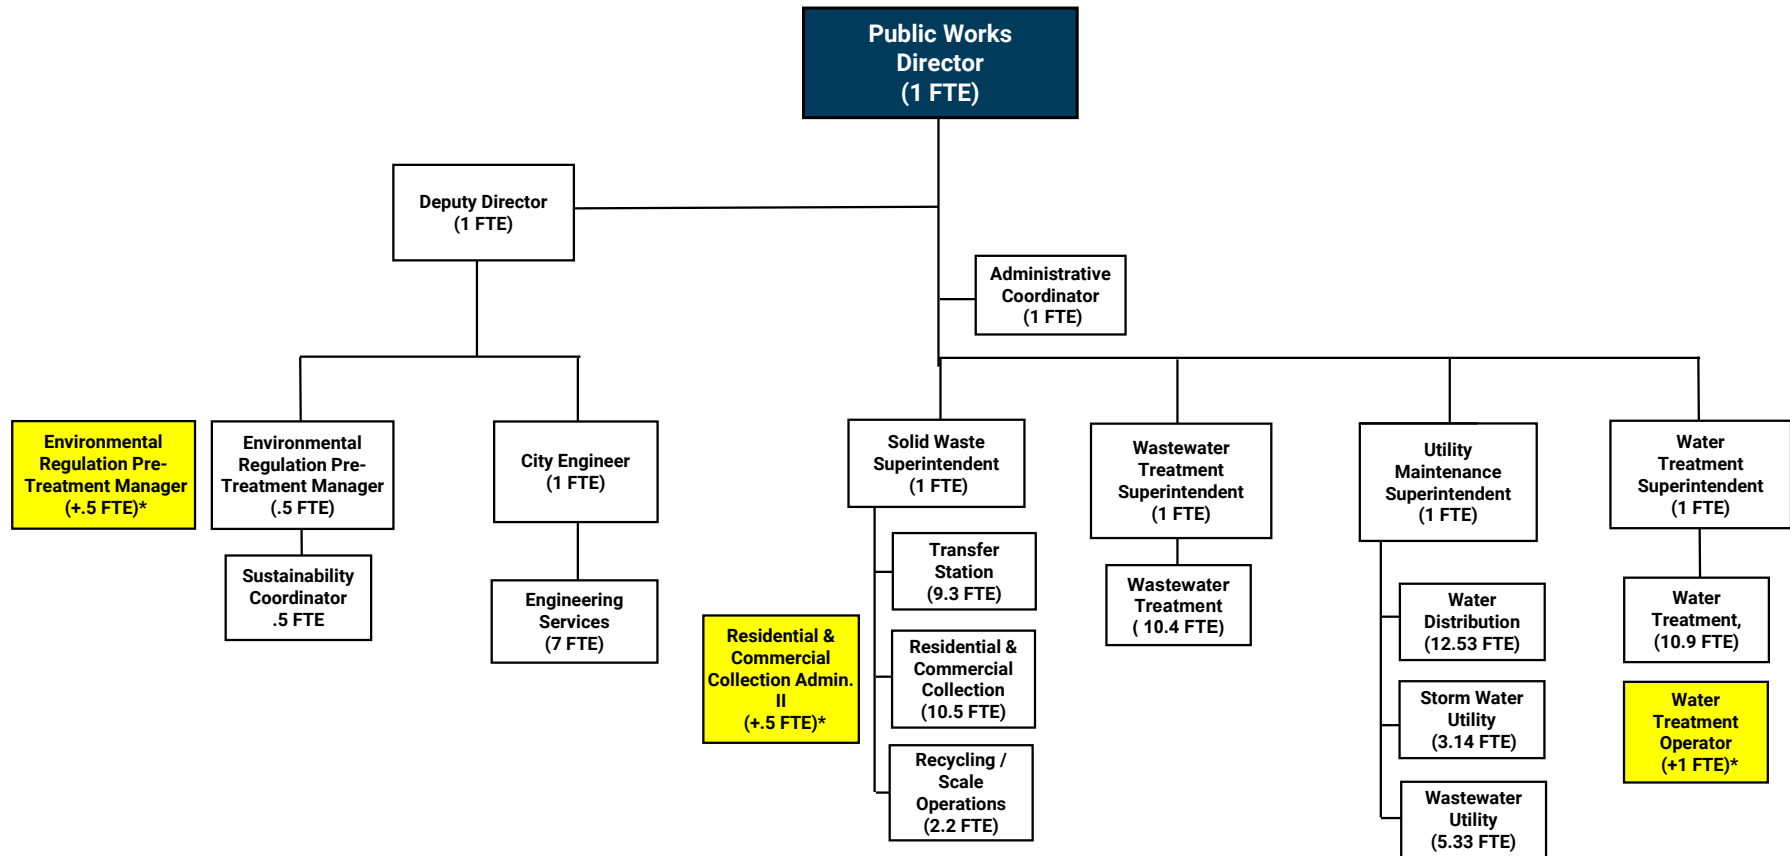 Public Works
Director
(1 FTE)
Deputy Director
(1 FTE)
Administrative
Coordinator
(1 FTE)
Environmental
Regulation Pre-
Treatment Manager
(+.5 FTE)*
Environmental
Regulation Pre-
Treatment Manager
(.5 FTE)
City Engineer
(1 FTE)
Solid Waste
Superintendent
(1 FTE)
Wastewater
Treatment
Superintendent
(1 FTE)
Utility
Maintenance
Superintendent
(1 FTE)
Water
Treatment
Superintendent
(1 FTE)
Sustainability
Coordinator
.5 FTE
Engineering
Services
(7 FTE)
Transfer
Station
(9.3 FTE)
Wastewater
Treatment
( 10.4 FTE)
Water
Distribution
(12.53 FTE)
Water
Treatment,
(10.9 FTE)
Residential &
Commercial
Collection Admin.
II
(+.5 FTE)*
Residential &
Commercial
Collection
(10.5 FTE)
Storm Water
Utility
(3.14 FTE)
Water
Treatment
Operator
(+1 FTE)*
Recycling /
Scale
Operations
(2.2 FTE)
Wastewater
Utility
(5.33 FTE)